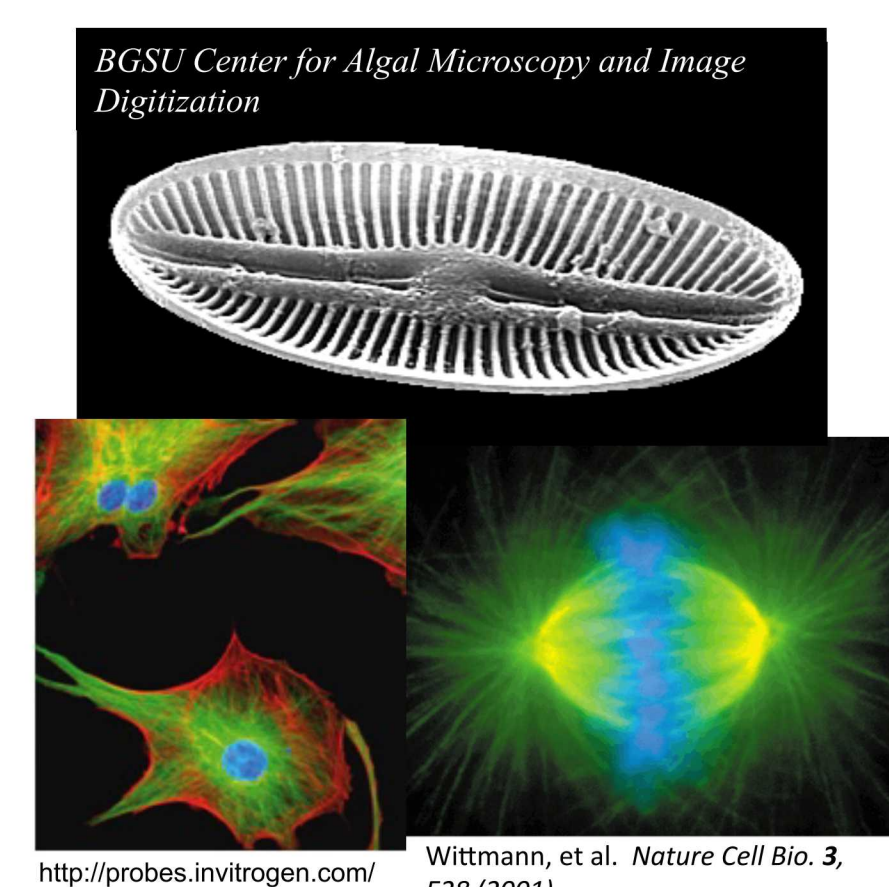 BGSU Center for Algal Microscopy and Image
Digitization
http://probes.invitrogen.com/
Wittmann, et al. Nature Cell Bio. 3,